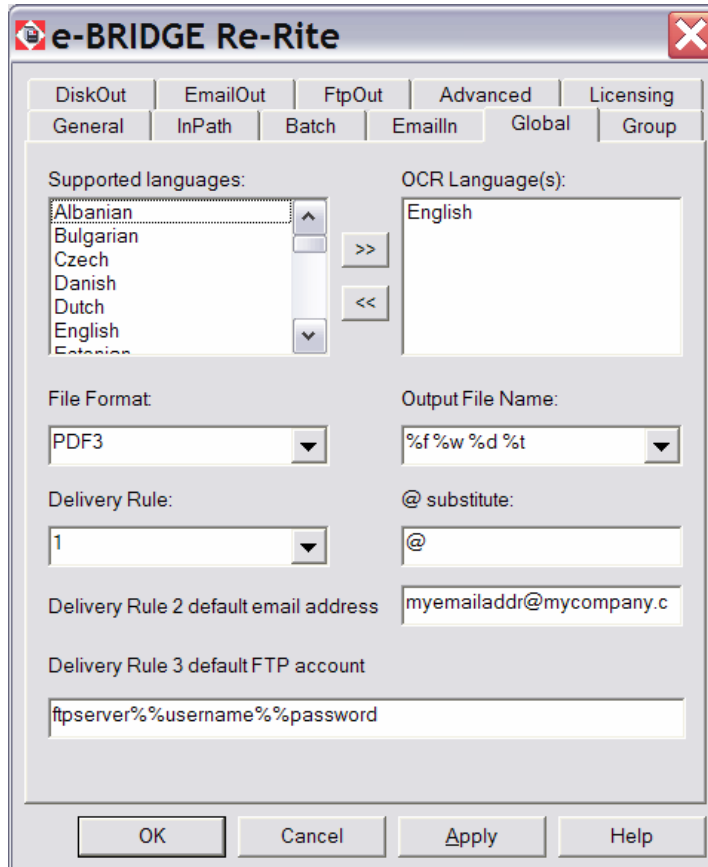 e-BRIDGE Re-Rite
DiskOut EmailOut FtpOut Advanced Licensing
General InPath Batch EmailIn Global Group
Supported languages: OCR Language(s):
Albanian
Bulgarian
Czech
Danish
Dutch
English
Estonian
>>
<<
English
File Format: Output File Name:
PDF3 %f %w %d %t
Delivery Rule: @ substitute:
1 @
Delivery Rule 2 default email address myemailaddr@mycompany.c
Delivery Rule 3 default FTP account
ftpserver%%username%%password
OK Cancel Apply Help